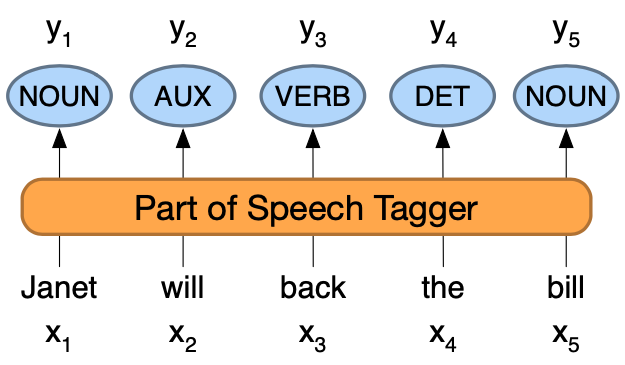 y1 y2 y3 y4 y5
NOUN AUX VERB DET NOUN
Part of Speech Tagger
Janet will back the bill
x1 x2 x3 x4 x5